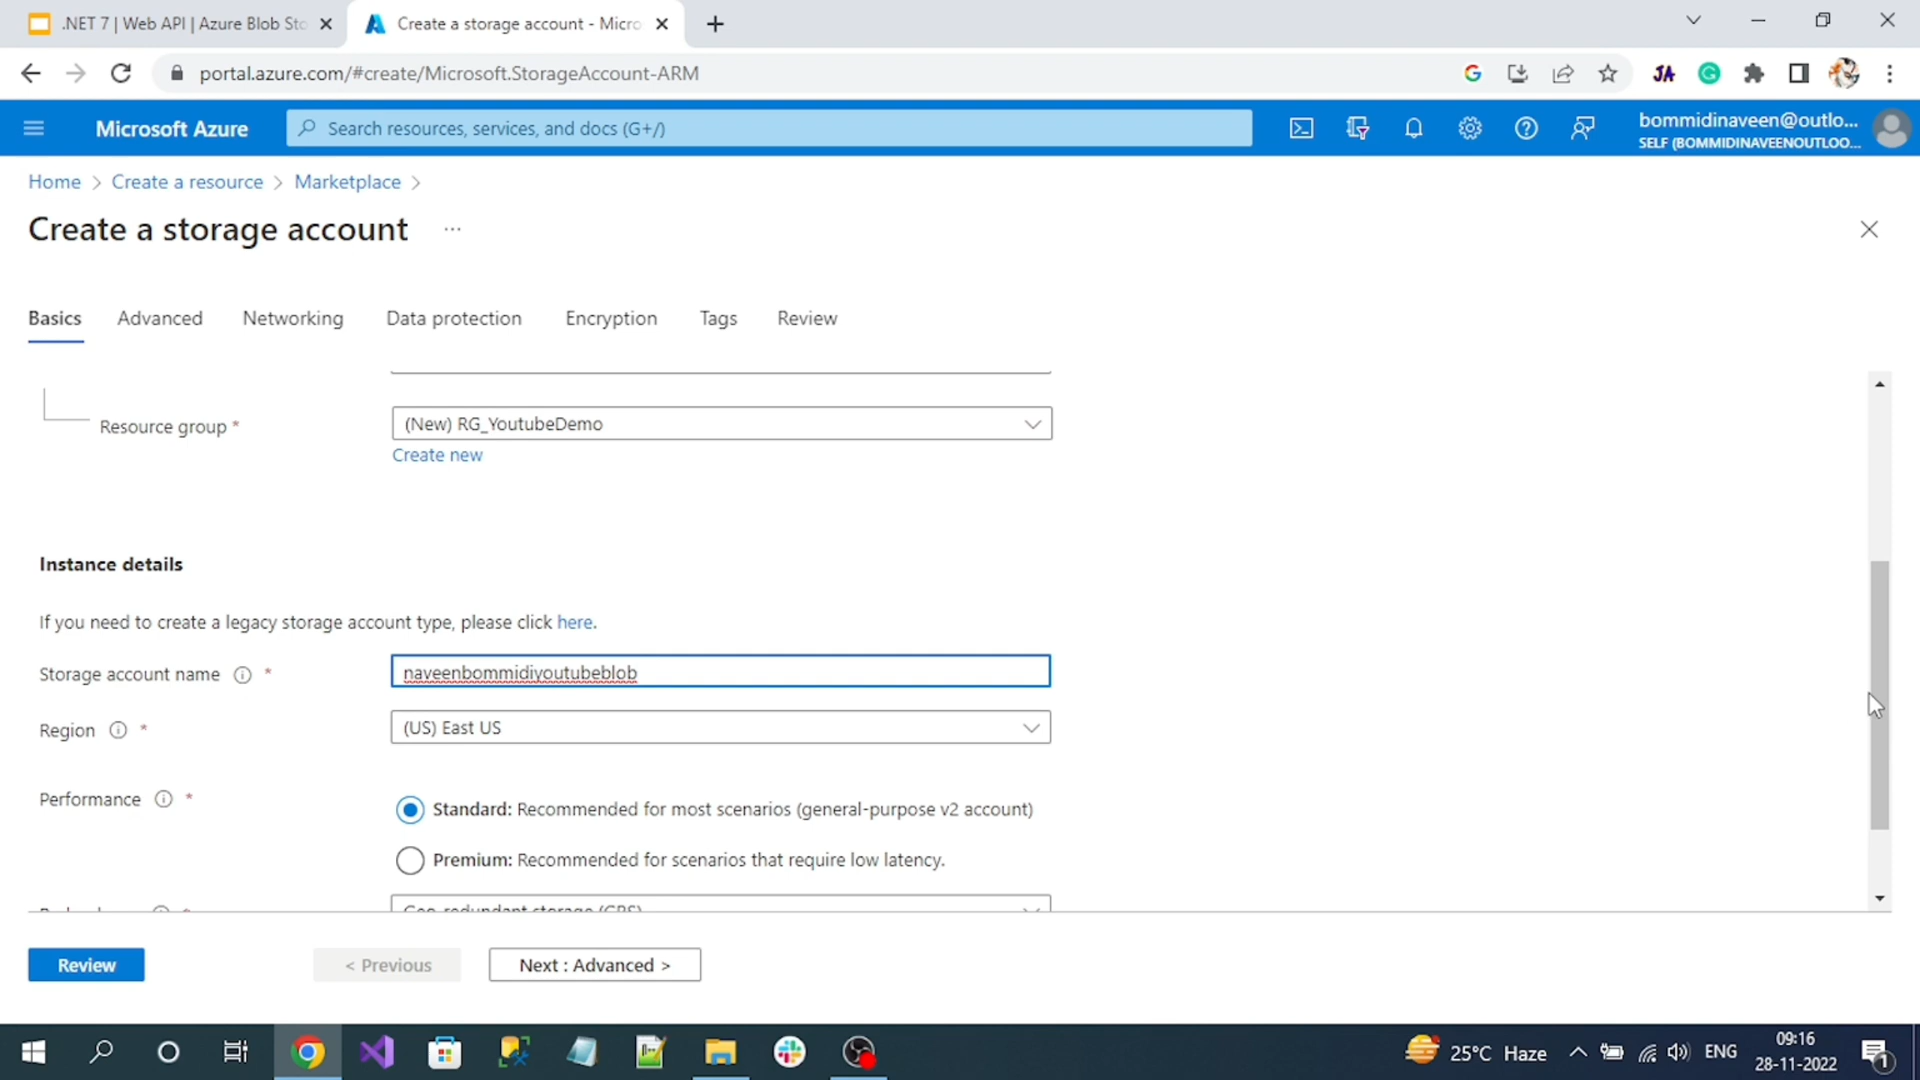 .NET 7 | Web API | Azure Blob Sto
Create a storage account - Micro
portal.azure.com/#create/Microsoft.StorageAccount-ARM
Microsoft Azure
Search resources, services, and docs (G+/)
bommidinaveen@outlo...
SELF (BOMMIDINAVEENOUTLOO...
Home > Create a resource > Marketplace >
Create a storage account ...
Basics Advanced Networking Data protection Encryption Tags Review
Resource group *
(New) RG_YoutubeDemo
Create new
Instance details
If you need to create a legacy storage account type, please click here.
Storage account name *
naveenbommidiyoutubeblob
Region *
(US) East US
Performance *
Standard: Recommended for most scenarios (general-purpose v2 account)
Premium: Recommended for scenarios that require low latency.
Geo-redundant storage (GRS)
Review
< Previous
Next : Advanced >
25°C Haze
ENG
09:16
28-11-2022
1